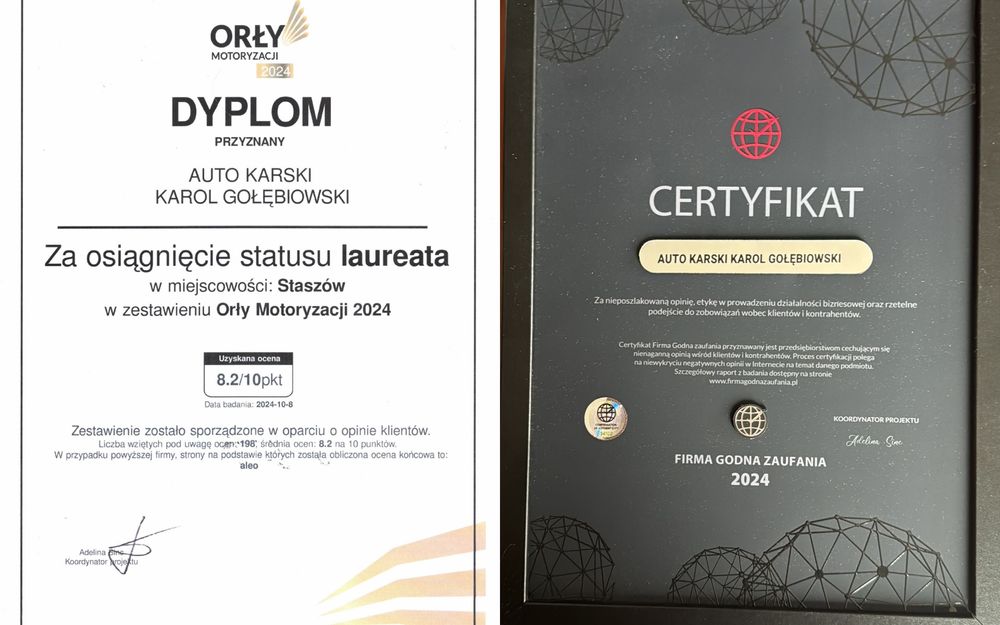 ORŁY
MOTORYZACJI
2024
DYPLOM
PRZYZNANY
AUTO KARSKI
KAROL GOŁĘBIOWSKI
Za osiągnięcie statusu laureata
w miejscowości: Staszów
w zestawieniu Orły Motoryzacji 2024
Uzyskana ocena
8.2/10pkt
Data badania: 2024-10-8
Zestawienie zostało sporządzone w oparciu o opinie klientów.
Liczba wziętych pod uwagę ocen: 198, średnia ocen: 8.2 na 10 punktów.
W przypadku powyższej firmy, strony na podstawie których została obliczona ocena końcowa to:
aleo
Adelina Sinc
Koordynator projektu
CERTYFIKAT
AUTO KARSKI KAROL GOŁĘBIOWSKI
Za nieposzlakowaną opinię, etykę w prowadzeniu działalności biznesowej oraz rzetelne
podejście do zobowiązań wobec klientów i kontrahentów.
Certyfikat Firma Godna zaufania przyznawany jest przedsiębiorstwom cechującym się
nienaganną opinią wśród klientów i kontrahentów. Proces certyfikacji polega
na niewykryciu negatywnych opinii w Internecie na temat danego podmiotu.
Szczegółowy raport z badania dostępny na stronie
www.firmagodnazaufania.pl
KOORDYNATOR PROJEKTU
Adelina Sinc
FIRMA GODNA ZAUFANIA
2024